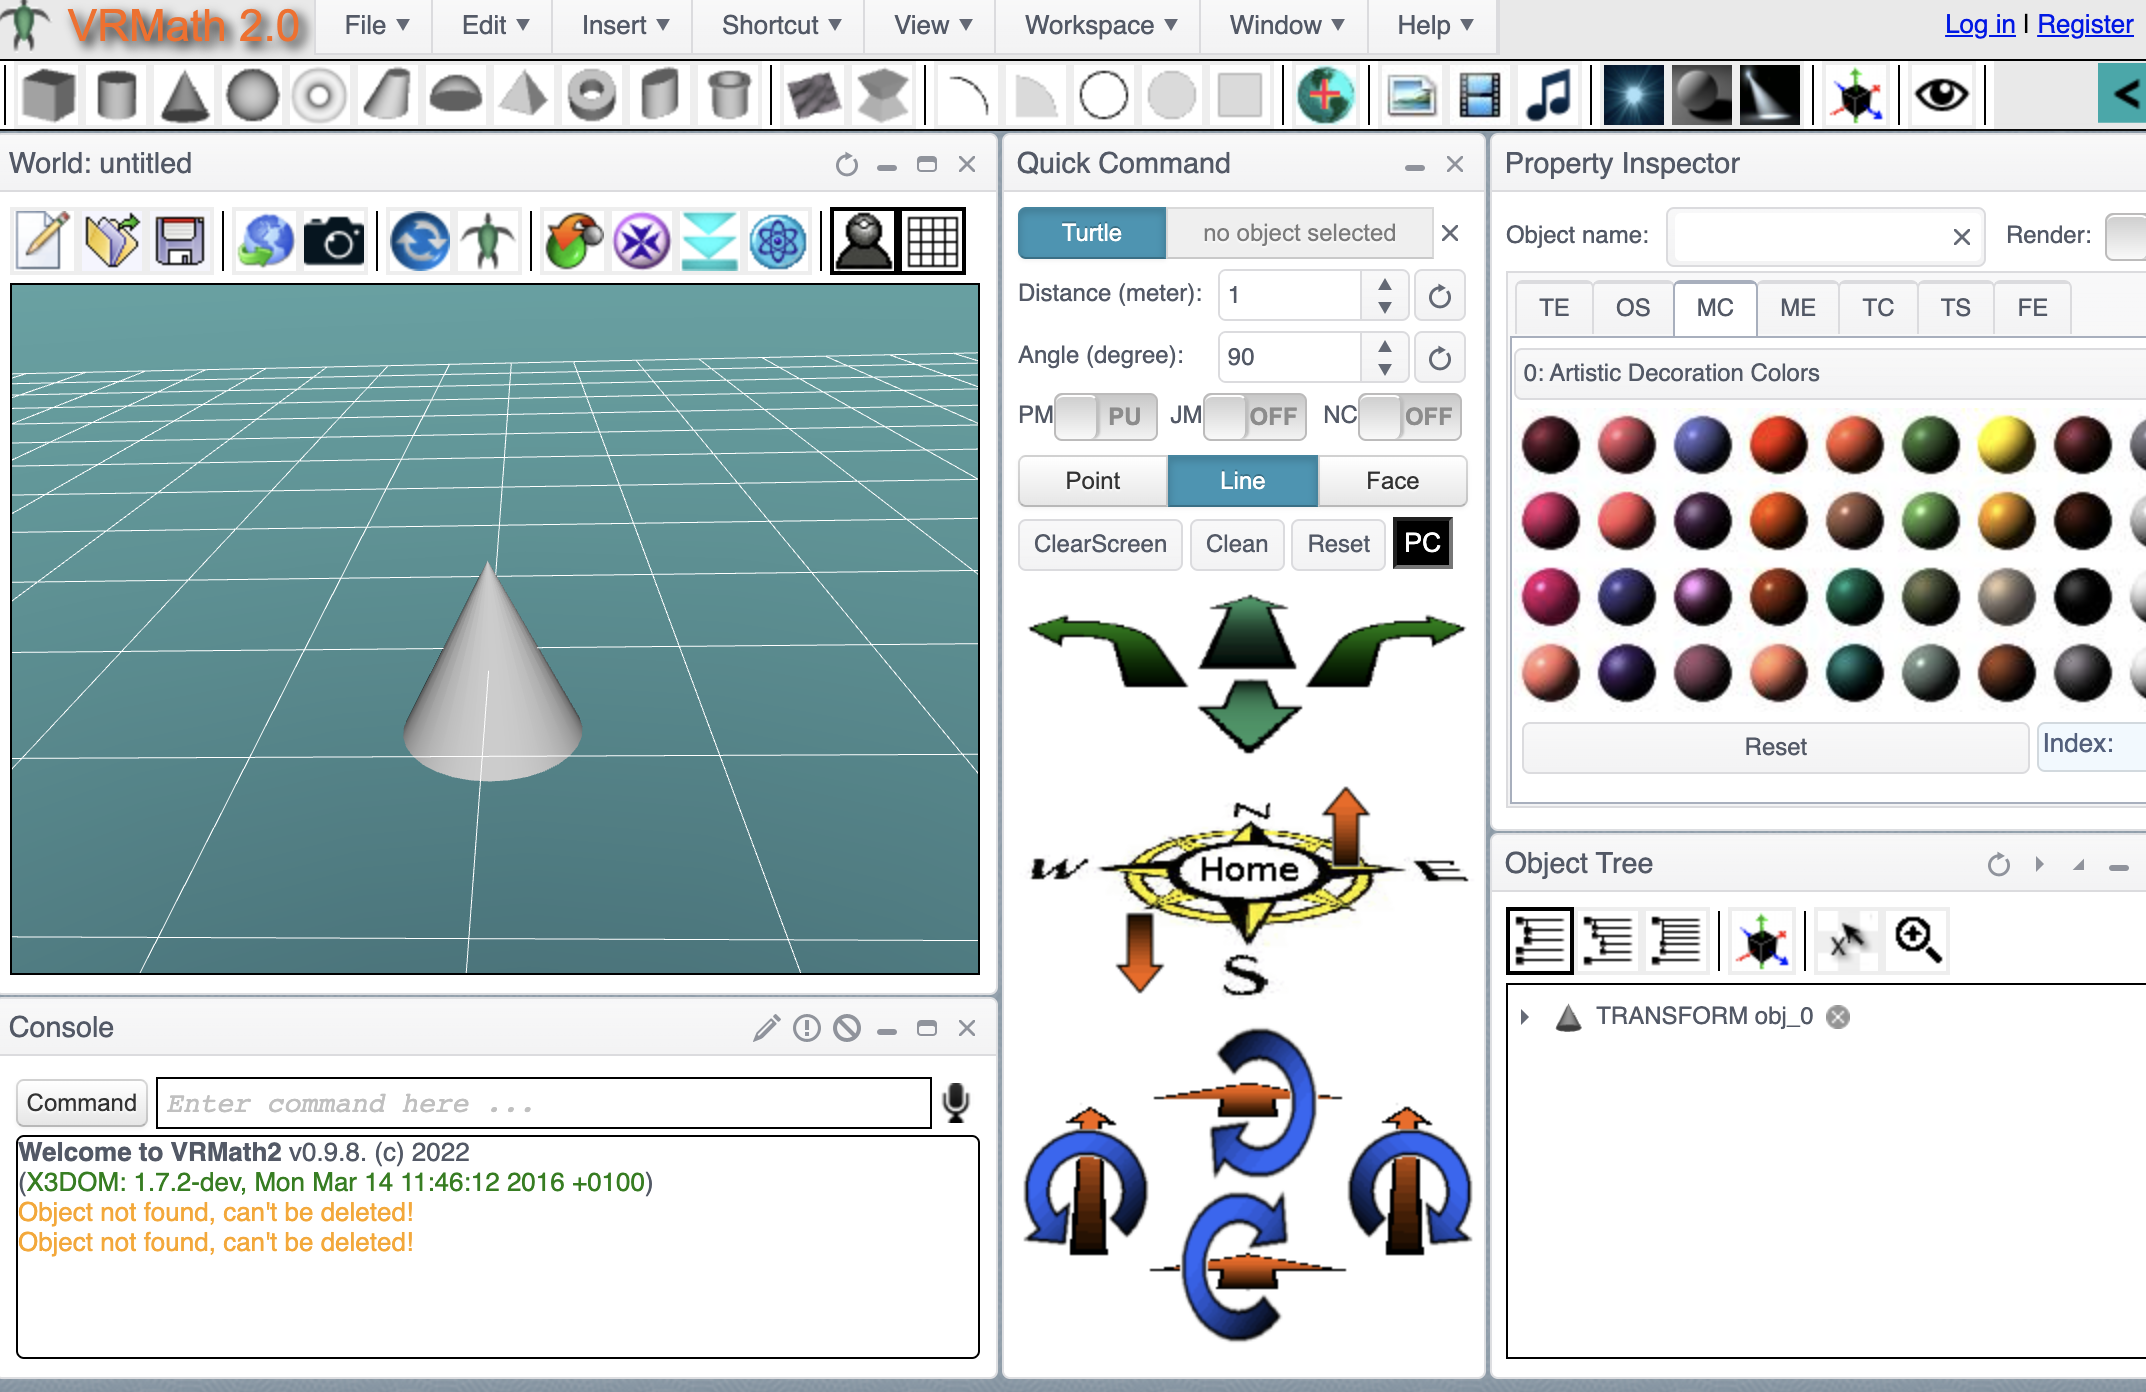 VRMath 2.0
File Edit Insert Shortcut View Workspace Window Help
Log in | Register
World: untitled
Quick Command
Turtle no object selected
Distance (meter): 1
Angle (degree): 90
PM PU JM OFF NC OFF
Point Line Face
ClearScreen Clean Reset PC
N
W Home E
S
Property Inspector
Object name: Render:
TE OS MC ME TC TS FE
0: Artistic Decoration Colors
Reset Index:
Object Tree
X
TRANSFORM obj_0
Console
Command Enter command here ...
Welcome to VRMath2 v0.9.8. (c) 2022
(X3DOM: 1.7.2-dev, Mon Mar 14 11:46:12 2016 +0100)
Object not found, can't be deleted!
Object not found, can't be deleted!